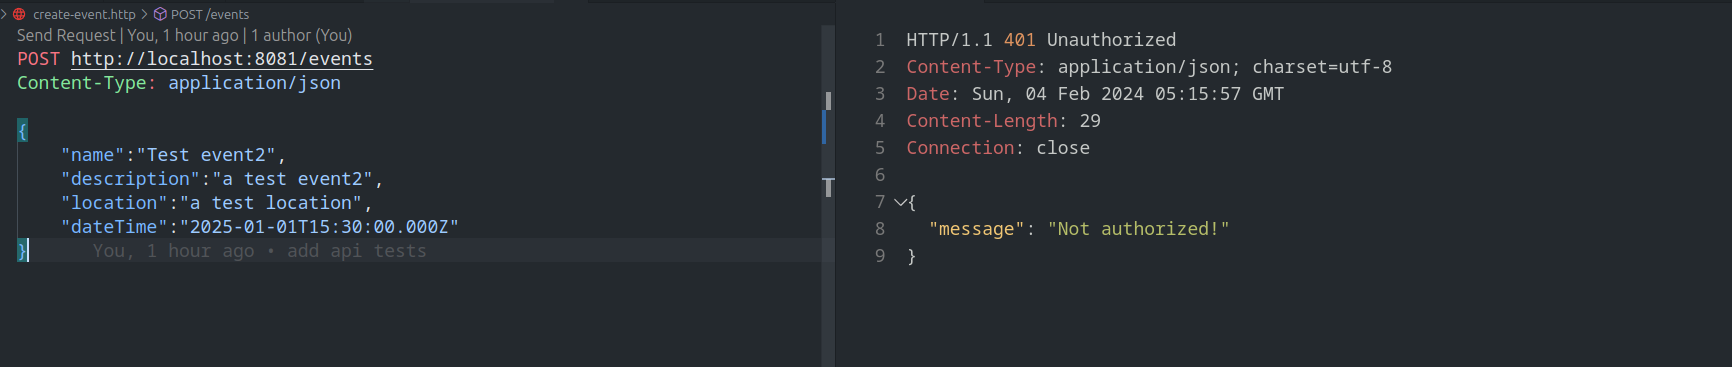 create-event.http > POST /events
Send Request | You, 1 hour ago | 1 author (You)
POST http://localhost:8081/events
Content-Type: application/json
{
"name":"Test event2",
"description":"a test event2",
"location":"a test location",
"dateTime":"2025-01-01T15:30:00.000Z"
} You, 1 hour ago • add api tests
1 HTTP/1.1 401 Unauthorized
2 Content-Type: application/json; charset=utf-8
3 Date: Sun, 04 Feb 2024 05:15:57 GMT
4 Content-Length: 29
5 Connection: close
6
7 {
8 "message": "Not authorized!"
9 }